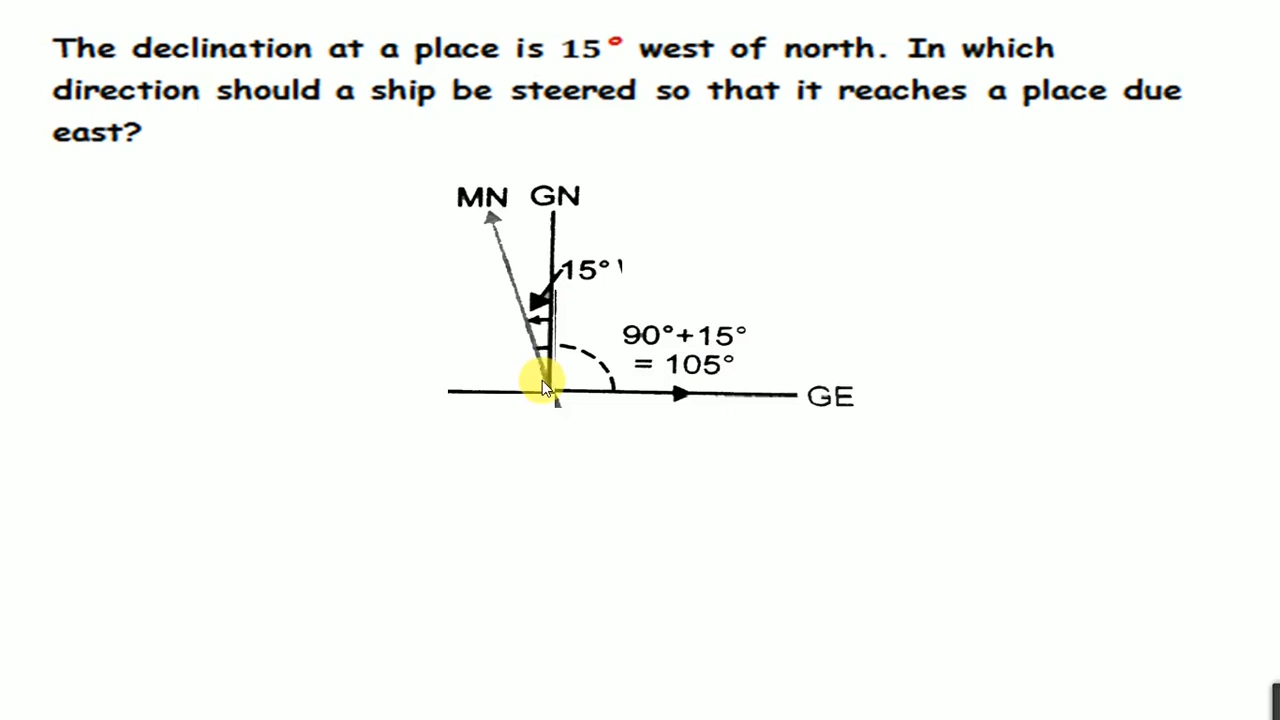 The declination at a place is 15° west of north. In which
direction should a ship be steered so that it reaches a place due
east?
MN GN
15°
90°+15°
= 105°
GE